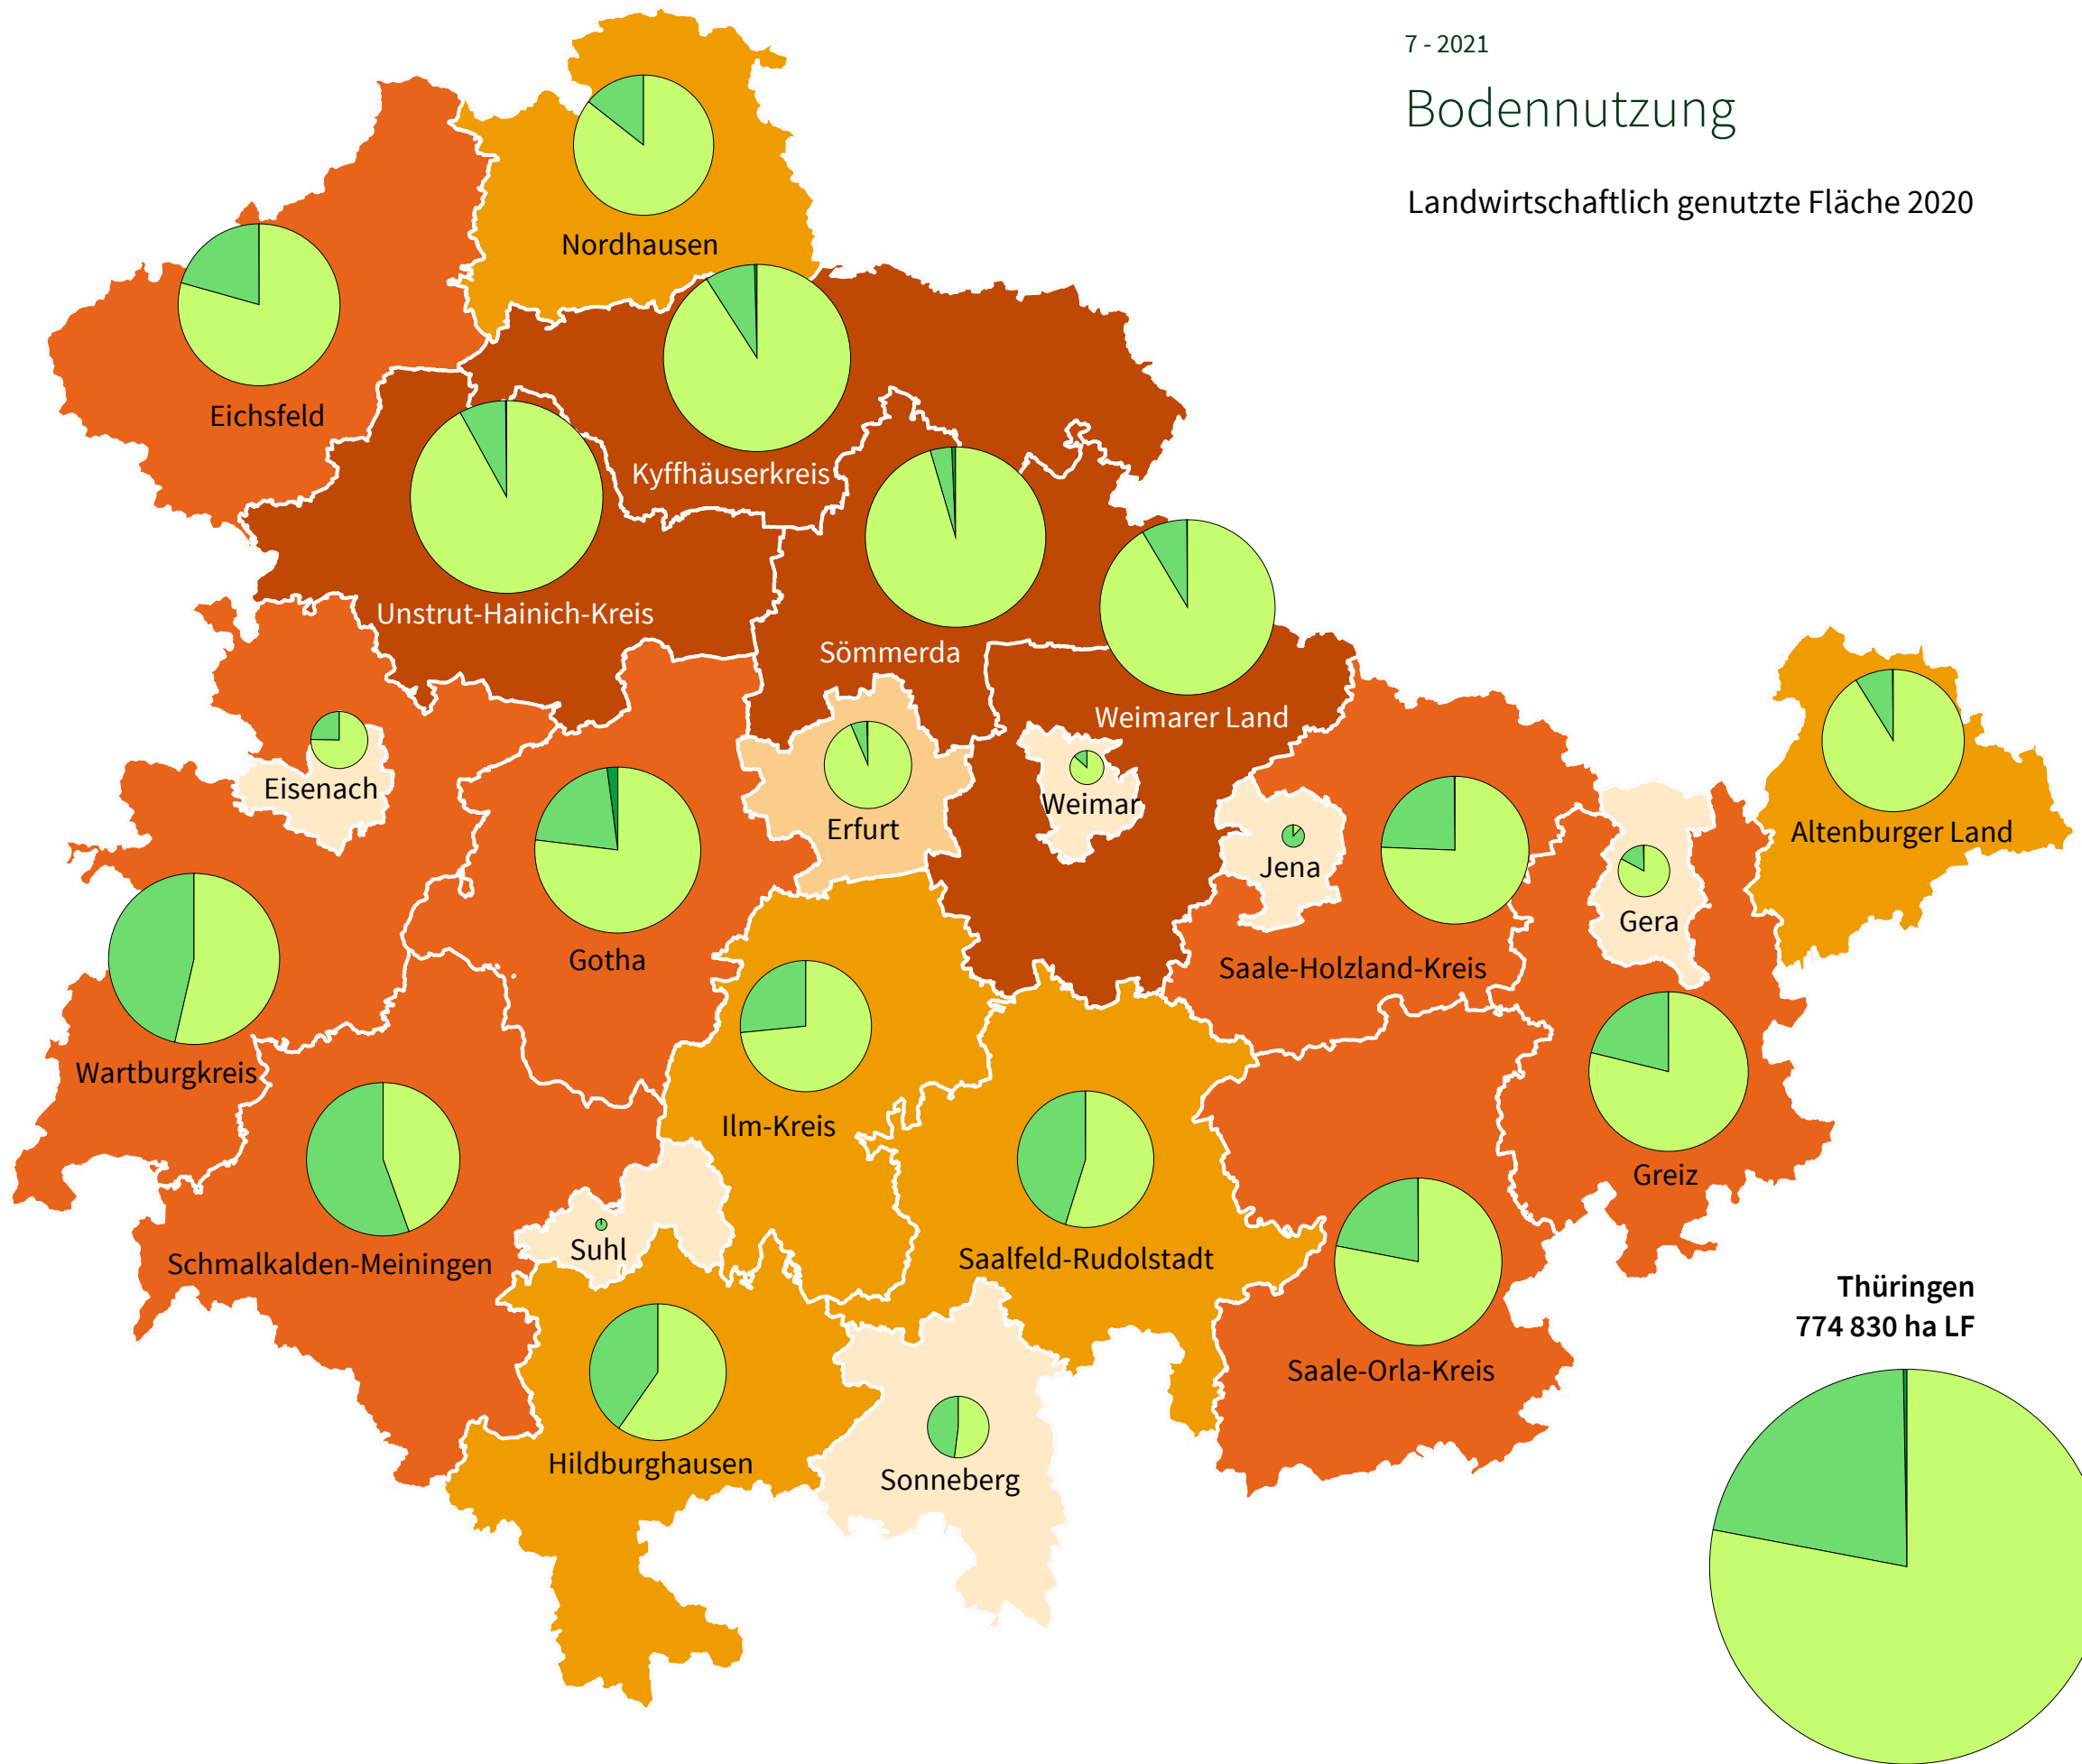 7 - 2021
Bodennutzung
Landwirtschaftlich genutzte Fläche 2020
Nordhausen
Eichsfeld
Kyffhäuserkreis
Unstrut-Hainich-Kreis
Sömmerda
Weimarer Land
Eisenach
Weimar
Erfurt
Altenburger Land
Jena
Gera
Gotha
Saale-Holzland-Kreis
Wartburgkreis
Ilm-Kreis
Greiz
Suhl
Schmalkalden-Meiningen
Saalfeld-Rudolstadt
Thüringen
774 830 ha LF
Saale-Orla-Kreis
Hildburghausen
Sonneberg